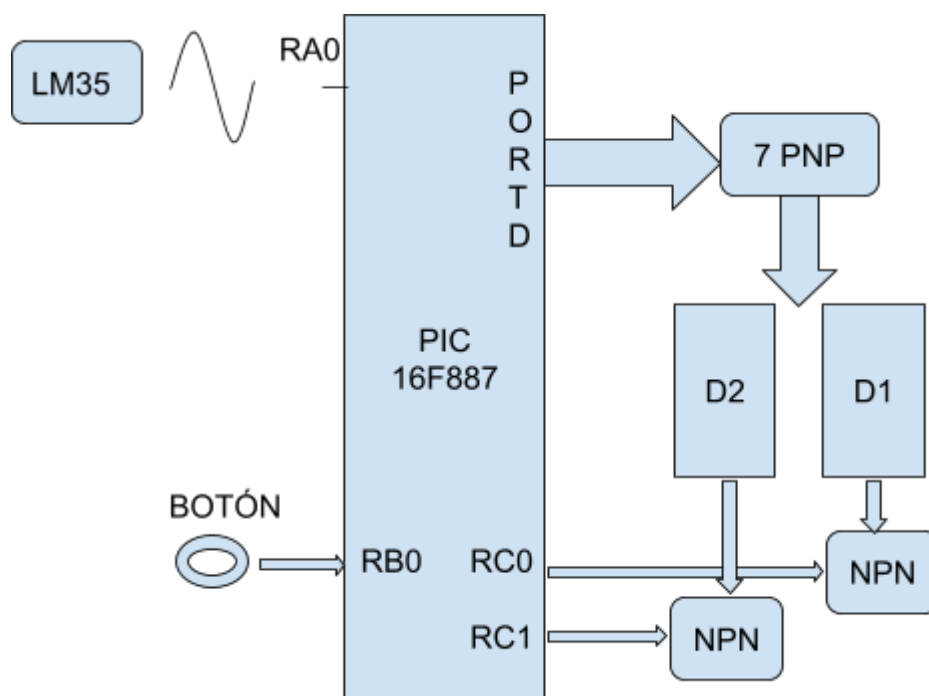 LM35
RA0
P
O
R
T
D
7 PNP
PIC
16F887
D2
D1
BOTÓN
RB0
RC0
NPN
RC1
NPN